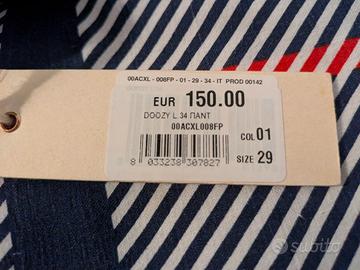 00ACXL - 008FP - 01 - 29 - 34 - IT PROD 00142
EUR 150.00
DOOZY L.34 ПАНТ
00ACXL008FP
COL 01
8 033238 307827
SIZE 29
subito